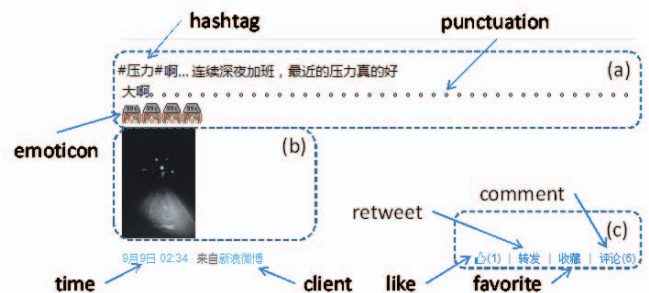 hashtag
punctuation
(a)
#压力#啊... 连续深夜加班，最近的压力真的好
大啊。。。。。。。。。。。。。。。。。。。。。。。。。。。。。。。。。。。。
emoticon
(b)
comment
retweet
(c)
9月9日 02:34 来自新浪微博
(1) | 转发 | 收藏 | 评论(6)
time
client
like
favorite